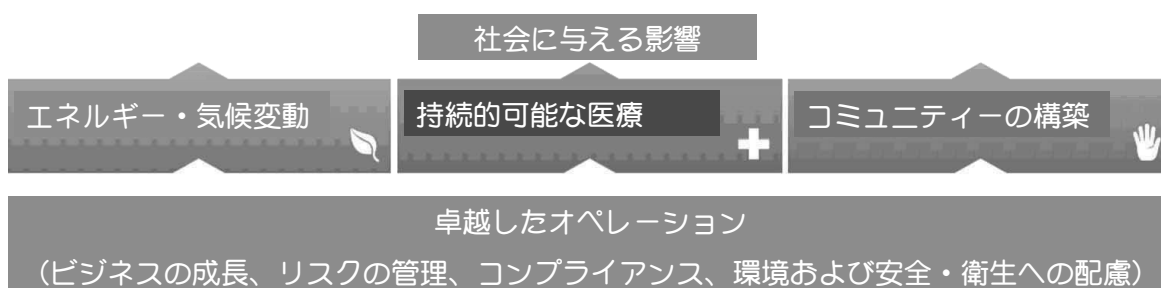 社会に与える影響
エネルギー・気候変動
持続的可能な医療
コミュニティーの構築
卓越したオペレーション
（ビジネスの成長、リスクの管理、コンプライアンス、環境および安全・衛生への配慮）